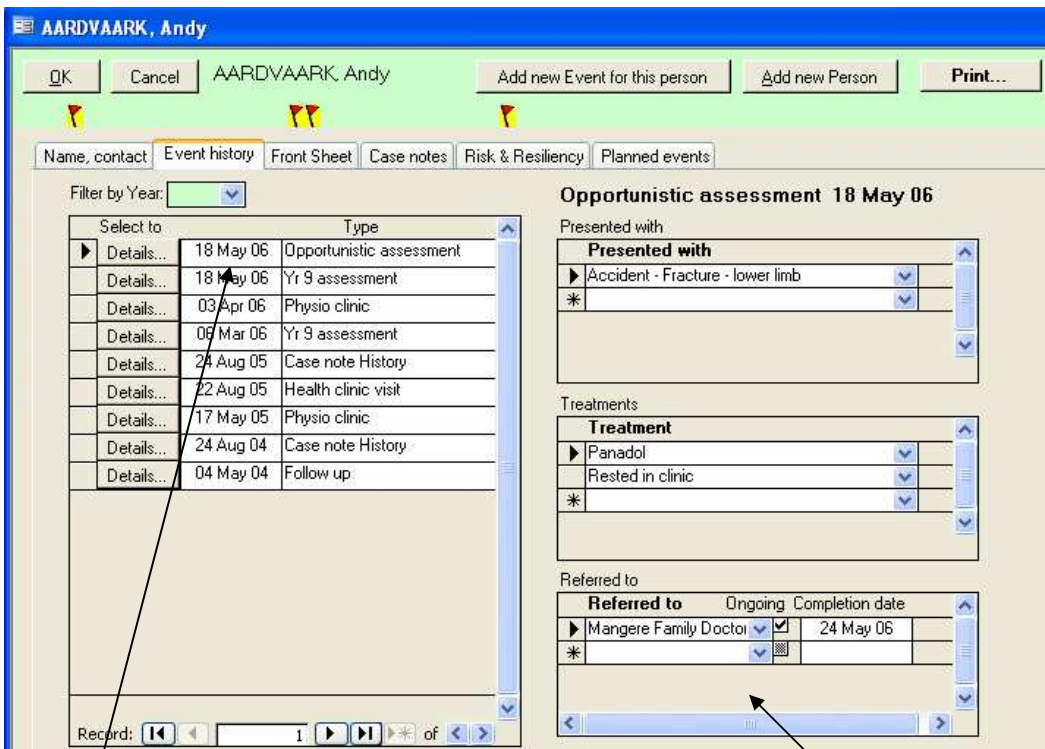 AARDVAARK, Andy
OK Cancel AARDVAARK, Andy Add new Event for this person Add new Person Print...
Name, contact Event history Front Sheet Case notes Risk & Resiliency Planned events
Filter by Year:
Select to Type
Details... 18 May 06 Opportunistic assessment
Details... 18 May 06 Yr 9 assessment
Details... 03 Apr 06 Physio clinic
Details... 06 Mar 06 Yr 9 assessment
Details... 24 Aug 05 Case note History
Details... 22 Aug 05 Health clinic visit
Details... 17 May 05 Physio clinic
Details... 24 Aug 04 Case note History
Details... 04 May 04 Follow up
Record: 1 of
Opportunistic assessment 18 May 06
Presented with
Presented with
Accident - Fracture - lower limb
Treatments
Treatment
Panadol
Rested in clinic
Referred to
Referred to Ongoing Completion date
Mangere Family Doctor 24 May 06